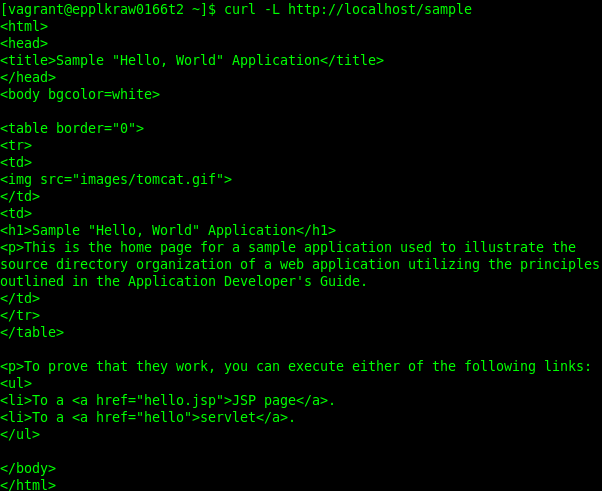 [vagrant@epplkraw0166t2 ~]$ curl -L http://localhost/sample
<html>
<head>
<title>Sample "Hello, World" Application</title>
</head>
<body bgcolor=white>

<table border="0">
<tr>
<td>
<img src="images/tomcat.gif">
</td>
<td>
<h1>Sample "Hello, World" Application</h1>
<p>This is the home page for a sample application used to illustrate the
source directory organization of a web application utilizing the principles
outlined in the Application Developer's Guide.
</td>
</tr>
</table>

<p>To prove that they work, you can execute either of the following links:
<ul>
<li>To a <a href="hello.jsp">JSP page</a>.
<li>To a <a href="hello">servlet</a>.
</ul>

</body>
</html>